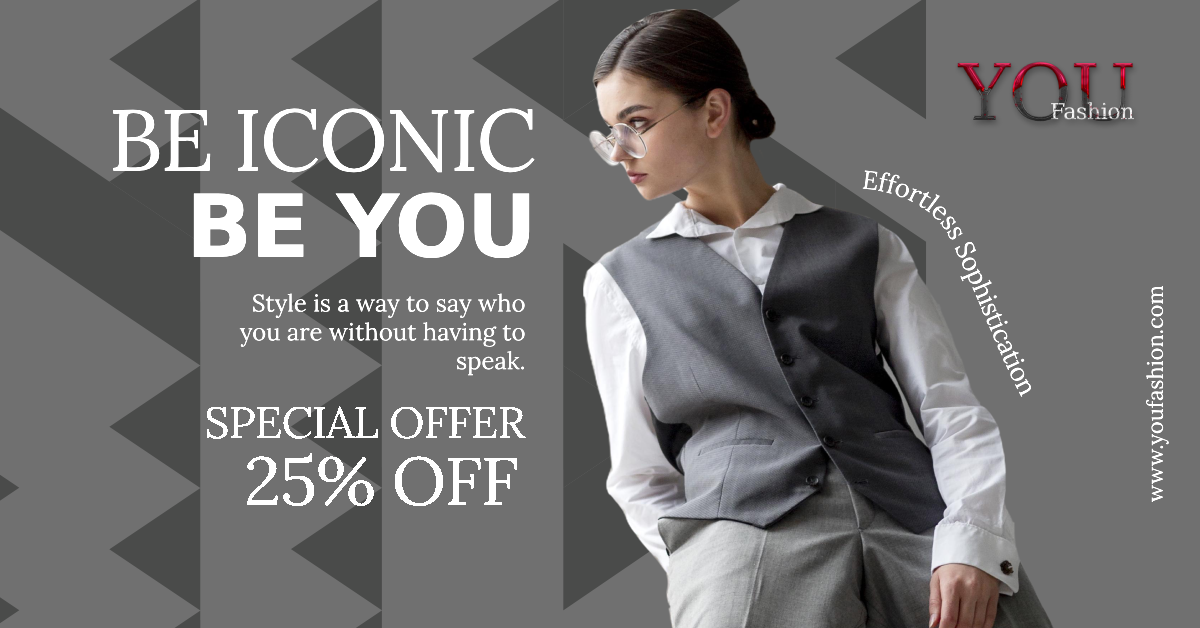 BE ICONIC
BE YOU
Style is a way to say who
you are without having to
speak.
SPECIAL OFFER
25% OFF
YOU
Fashion
Effortless Sophistication
www.youfashion.com